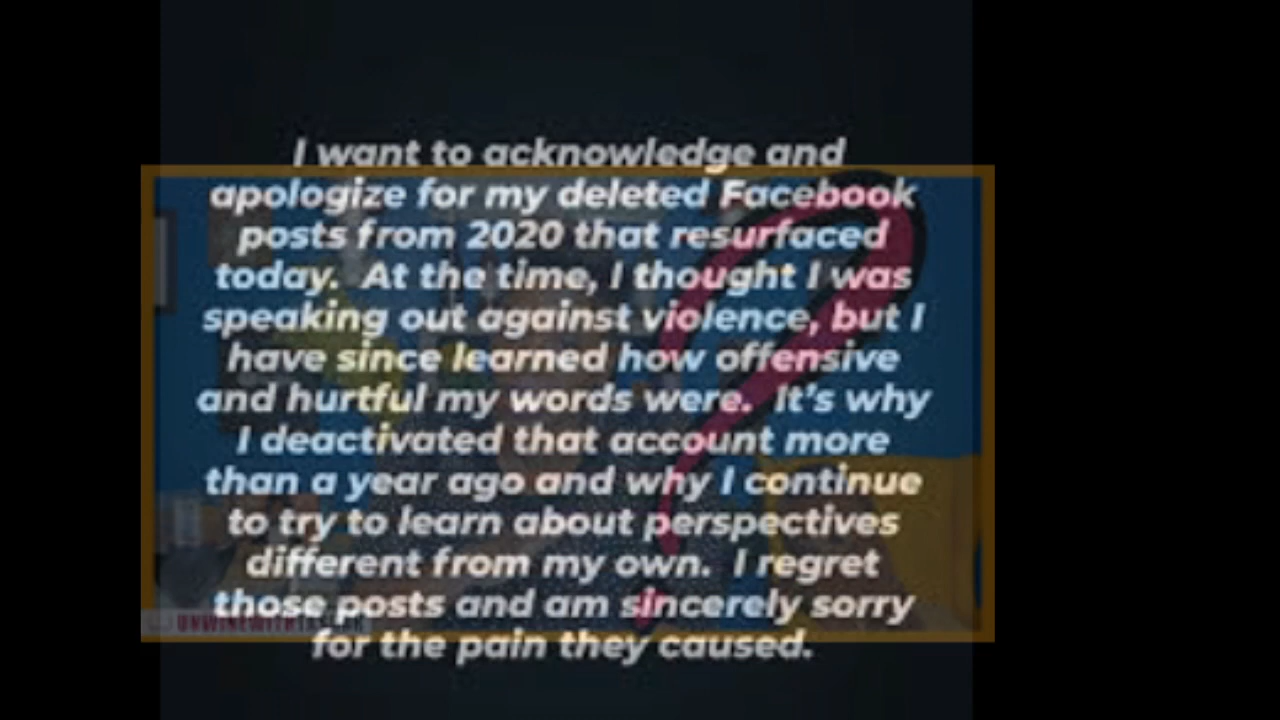 I want to acknowledge and
apologize for my deleted Facebook
posts from 2020 that resurfaced
today. At the time, I thought I was
speaking out against violence, but I
have since learned how offensive
and hurtful my words were. It's why
I deactivated that account more
than a year ago and why I continue
to try to learn about perspectives
different from my own. I regret
those posts and am sincerely sorry
for the pain they caused.